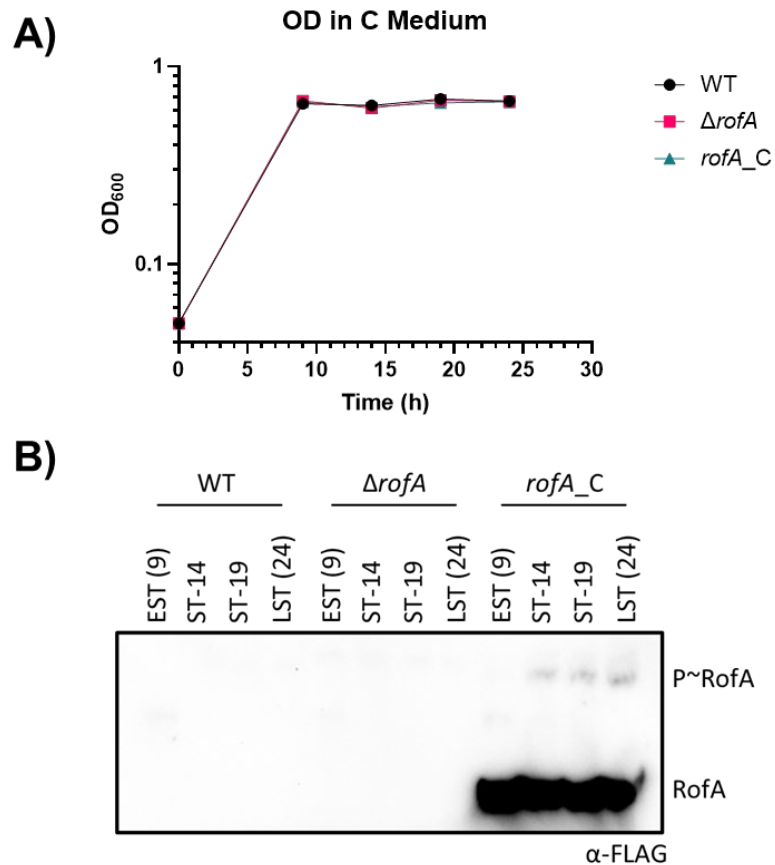 A)
OD in C Medium
1
0.1
OD600
0 5 10 15 20 25 30
Time (h)
WT
ΔrofA
rofA_C
B)
WT ΔrofA rofA_C
EST (9) ST-14 ST-19 LST (24) EST (9) ST-14 ST-19 LST (24) EST (9) ST-14 ST-19 LST (24)
P~RofA
RofA
α-FLAG